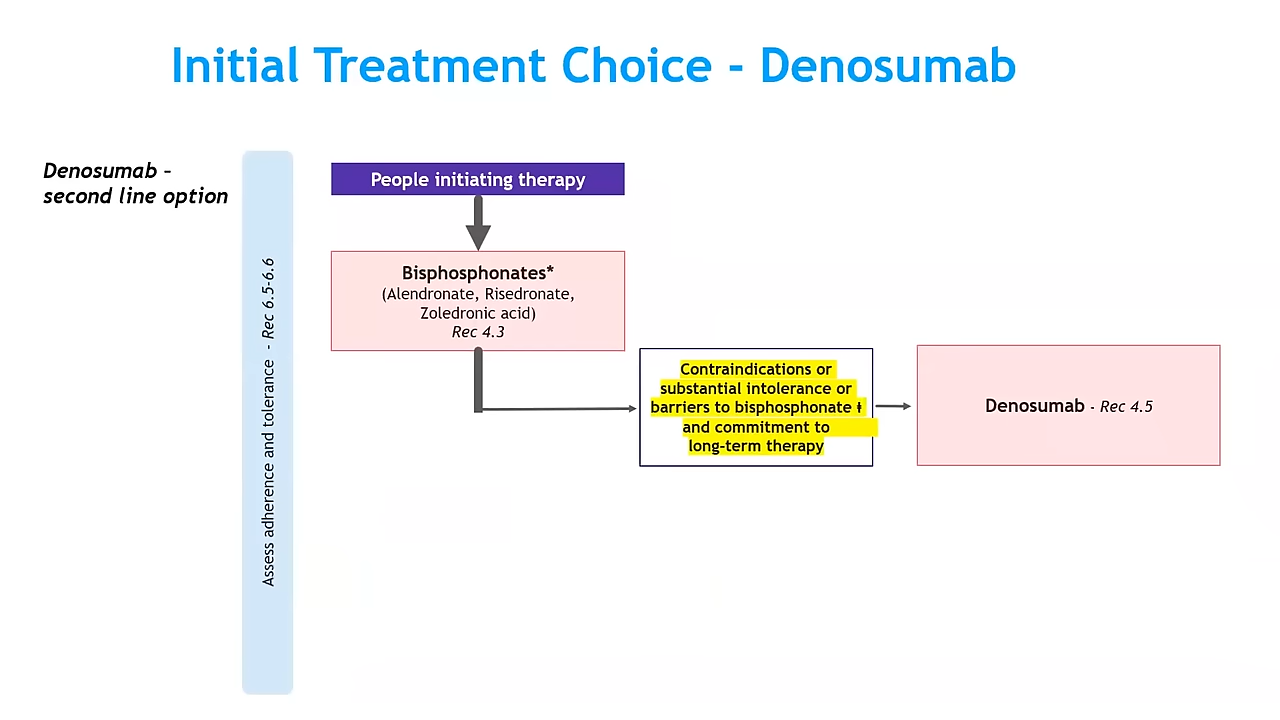 Initial Treatment Choice - Denosumab
Denosumab –
second line option
Assess adherence and tolerance - Rec 6.5-6.6
People initiating therapy
Bisphosphonates*
(Alendronate, Risedronate,
Zoledronic acid)
Rec 4.3
Contraindications or
substantial intolerance or
barriers to bisphosphonate ǂ
and commitment to
long-term therapy
Denosumab - Rec 4.5